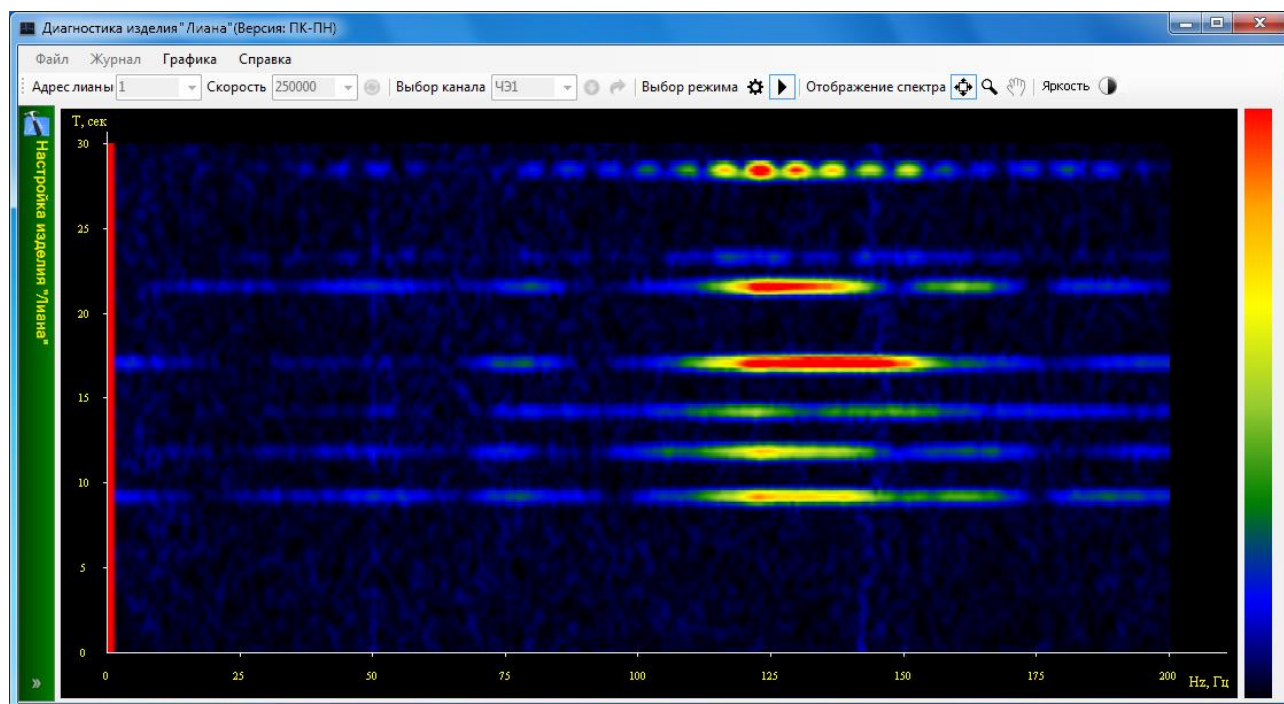 Диагностика изделия "Лиана"(Версия: ПК-ПН)
Файл Журнал Графика Справка
Адрес лианы 1 Скорость 250000 Выбор канала ЧЭ1 Выбор режима Отображение спектра Яркость
Настройка изделия "Лиана"
T, сек
30
25
20
15
10
5
0
0 25 50 75 100 125 150 175 200 Hz, Гц